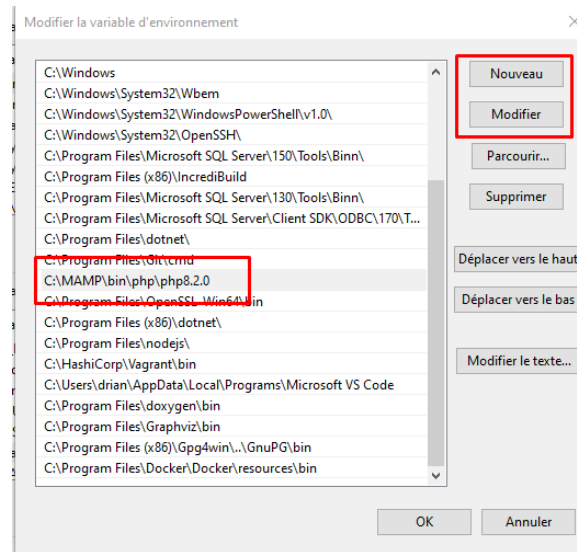 Modifier la variable d'environnement
C:\Windows
C:\Windows\System32\Wbem
C:\Windows\System32\WindowsPowerShell\v1.0\
C:\Windows\System32\OpenSSH\
C:\Program Files\Microsoft SQL Server\150\Tools\Binn\
C:\Program Files (x86)\IncrediBuild
C:\Program Files\Microsoft SQL Server\130\Tools\Binn\
C:\Program Files\Microsoft SQL Server\Client SDK\ODBC\170\T...
C:\Program Files\dotnet\
C:\Program Files\Git\cmd
C:\MAMP\bin\php\php8.2.0
C:\Program Files\OpenSSL-Win64\bin
C:\Program Files (x86)\dotnet\
C:\Program Files\nodejs\
C:\HashiCorp\Vagrant\bin
C:\Users\drian\AppData\Local\Programs\Microsoft VS Code
C:\Program Files\doxygen\bin
C:\Program Files\Graphviz\bin
C:\Program Files (x86)\Gpg4win\..\GnuPG\bin
C:\Program Files\Docker\Docker\resources\bin
Nouveau
Modifier
Parcourir...
Supprimer
Déplacer vers le haut
Déplacer vers le bas
Modifier le texte...
OK
Annuler